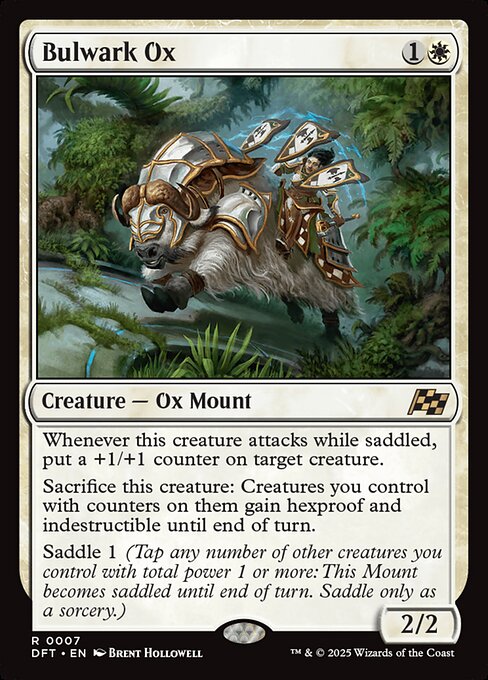 Bulwark Ox 1
Creature — Ox Mount
Whenever this creature attacks while saddled,
put a +1/+1 counter on target creature.
Sacrifice this creature: Creatures you control
with counters on them gain hexproof and
indestructible until end of turn.
Saddle 1 (Tap any number of other creatures you
control with total power 1 or more: This Mount
becomes saddled until end of turn. Saddle only as
a sorcery.)
2/2
R 0007
DFT • EN Brent Hollowell
™ & © 2025 Wizards of the Coast